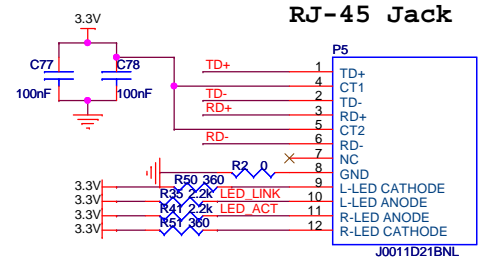 RJ-45 Jack
3.3V
P5
C77
C78
100nF
100nF
TD+ 1 TD+
4 CT1
TD- 2 TD-
RD+ 3 RD+
5 CT2
RD- 6 RD-
7 NC
R2 0 8 GND
3.3V R50 360 9 L-LED CATHODE
3.3V R35 2.2k LED_LINK 10 L-LED ANODE
3.3V R41 2.2k LED_ACT 11 R-LED ANODE
3.3V R51 360 12 R-LED CATHODE
J0011D21BNL